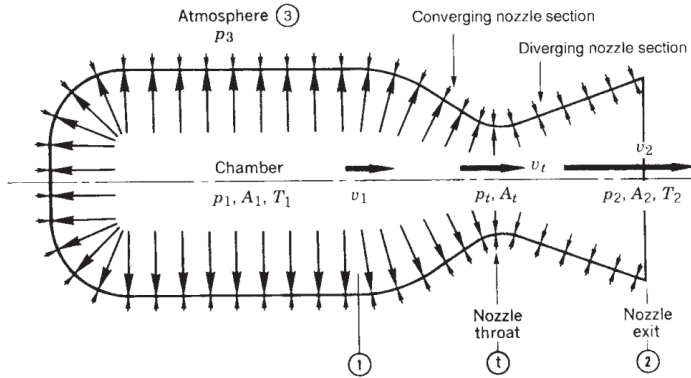 Atmosphere 3
p3
Converging nozzle section
Diverging nozzle section
Chamber
p1, A1, T1
v1
vt
pt, At
v2
p2, A2, T2
Nozzle
throat
Nozzle
exit
1
t
2